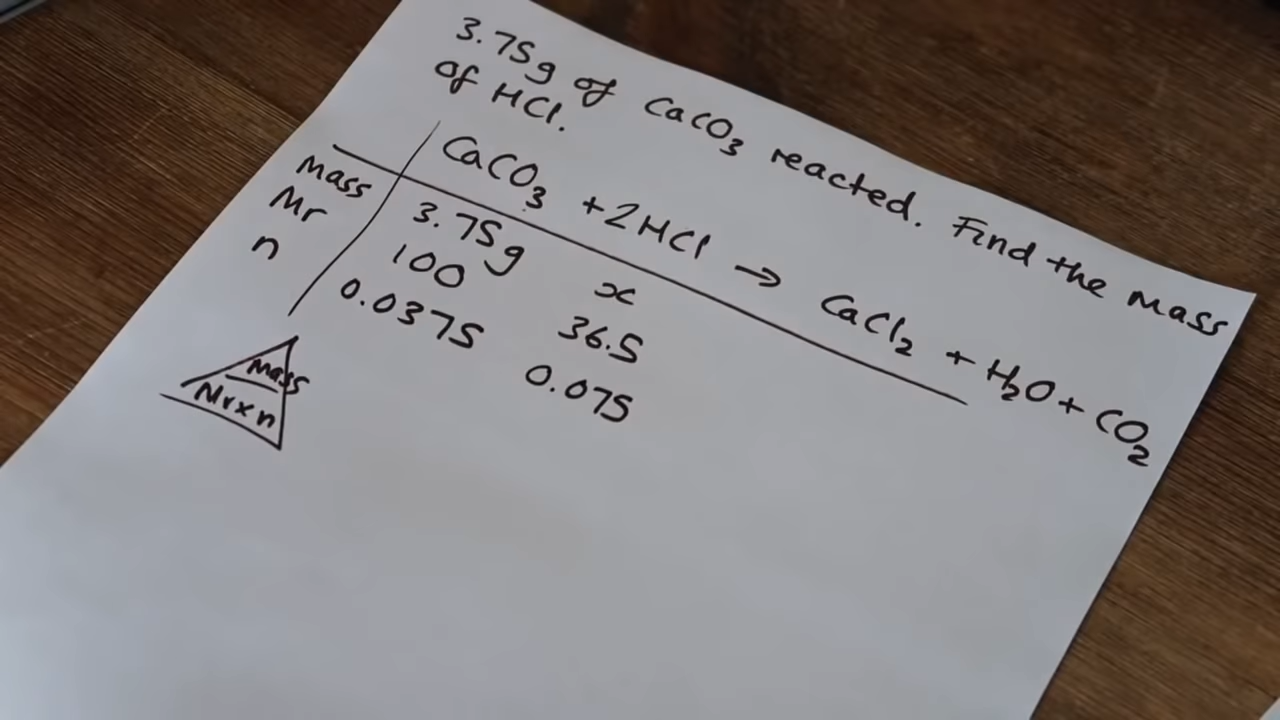 3.75g of CaCO₃ reacted. Find the mass
of HCl.
CaCO₃ + 2HCl → CaCl₂ + H₂O + CO₂
Mass 3.75g x
Mr 100 36.5
n 0.0375 0.075
Mass
Mr x n